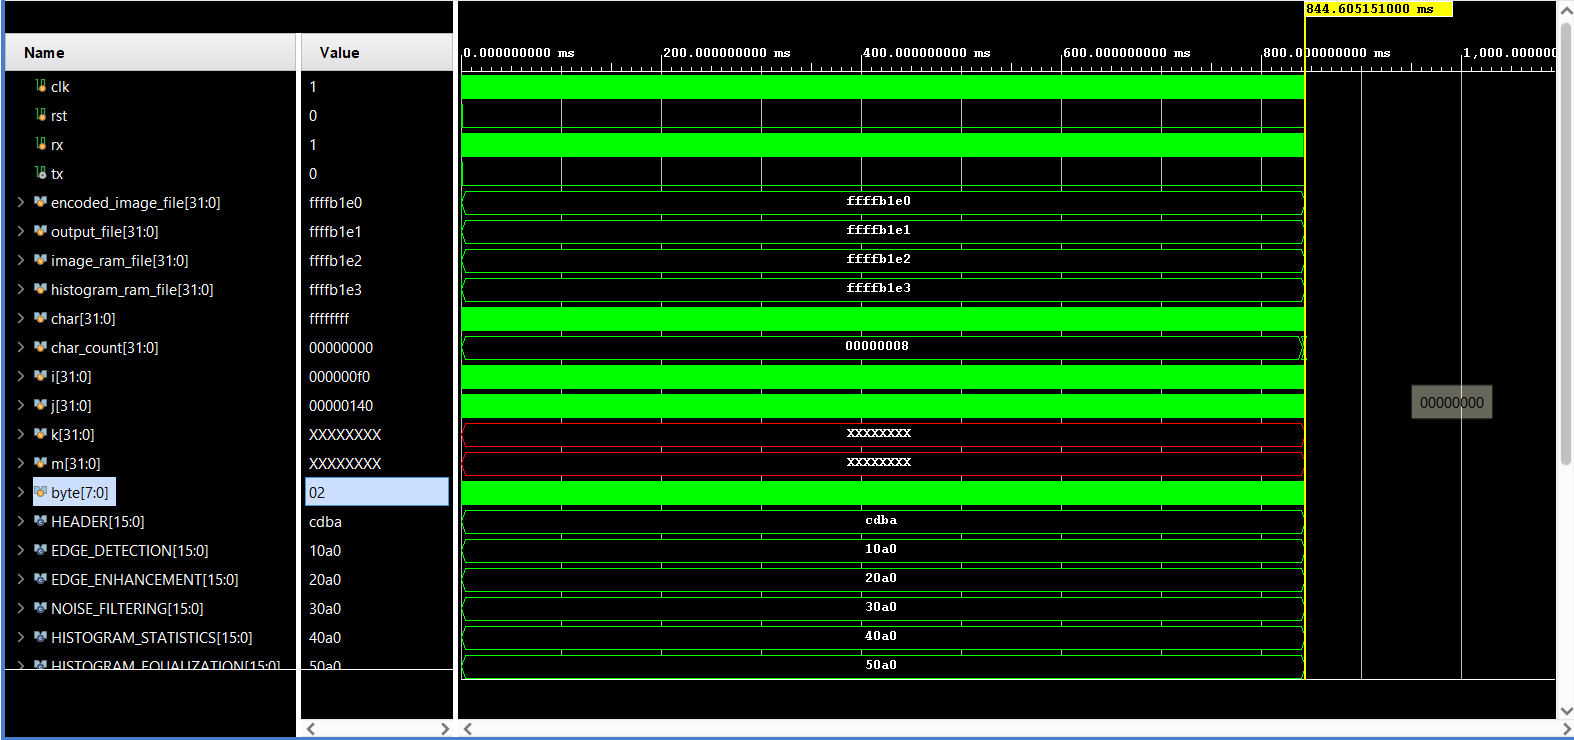 844.605151000 ms
Name Value
0.000000000 ms 200.000000000 ms 400.000000000 ms 600.000000000 ms 800.000000000 ms 1,000.000000
clk 1
rst 0
rx 1
tx 0
encoded_image_file[31:0] ffffb1e0 ffffb1e0
output_file[31:0] ffffb1e1 ffffb1e1
image_ram_file[31:0] ffffb1e2 ffffb1e2
histogram_ram_file[31:0] ffffb1e3 ffffb1e3
char[31:0] ffffffff
char_count[31:0] 00000000 00000008
i[31:0] 000000f0
j[31:0] 00000140 00000000
k[31:0] XXXXXXXX XXXXXXXX
m[31:0] XXXXXXXX XXXXXXXX
byte[7:0] 02
HEADER[15:0] cdba cdba
EDGE_DETECTION[15:0] 10a0 10a0
EDGE_ENHANCEMENT[15:0] 20a0 20a0
NOISE_FILTERING[15:0] 30a0 30a0
HISTOGRAM_STATISTICS[15:0] 40a0 40a0
HISTOGRAM_EQUALIZATION[15:0] 50a0 50a0